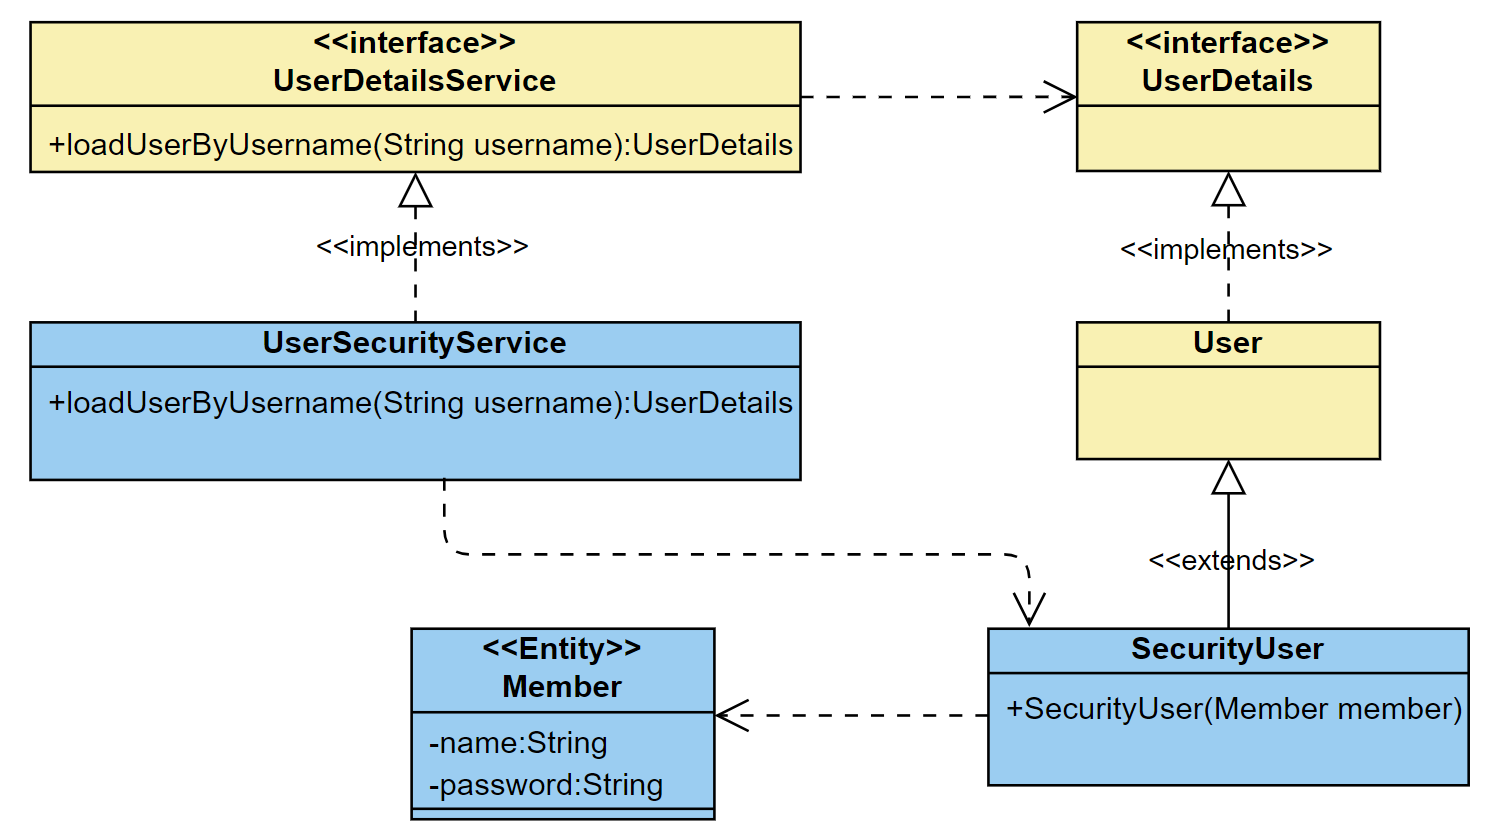 <<interface>>
UserDetailsService
+loadUserByUsername(String username):UserDetails
<<interface>>
UserDetails
<<implements>>
<<implements>>
UserSecurityService
+loadUserByUsername(String username):UserDetails
User
<<extends>>
<<Entity>>
Member
-name:String
-password:String
SecurityUser
+SecurityUser(Member member)